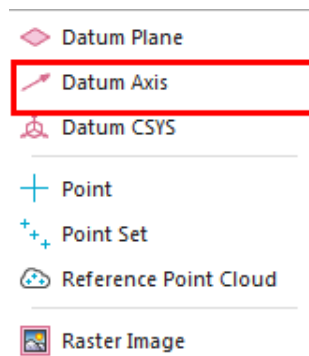 Datum Plane
Datum Axis
Datum CSYS
Point
Point Set
Reference Point Cloud
Raster Image